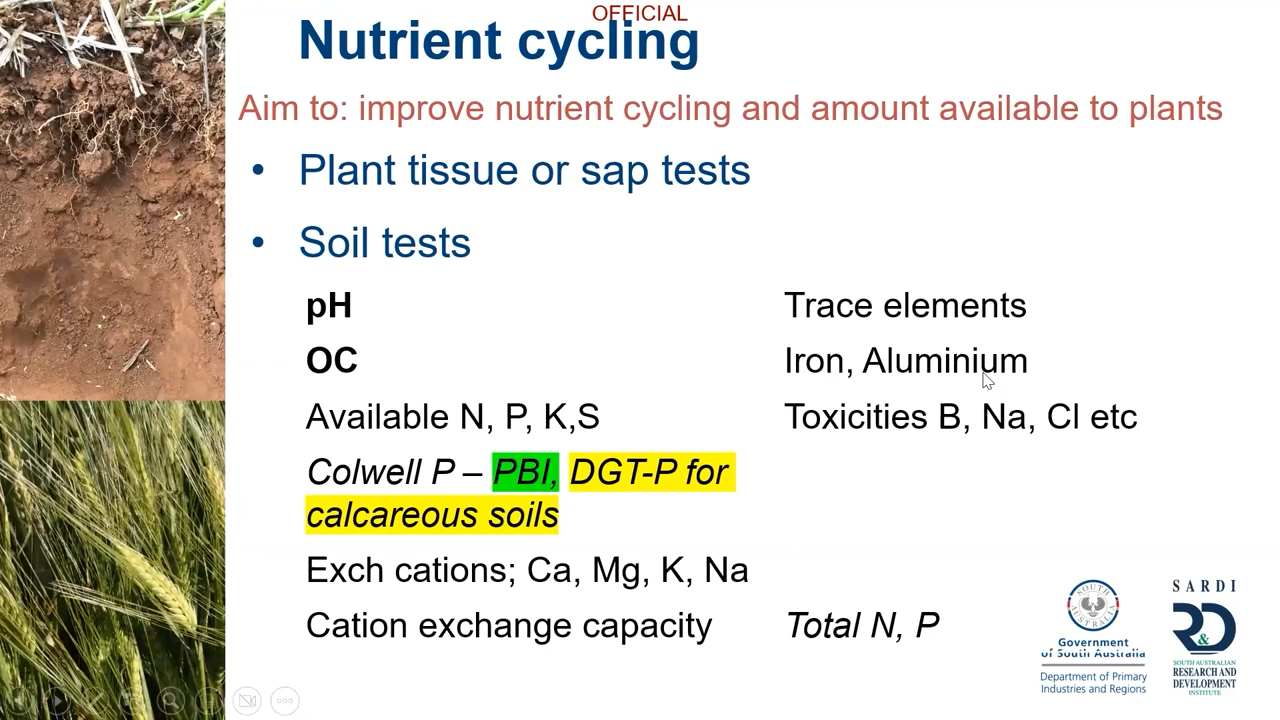 OFFICIAL
Nutrient cycling
Aim to: improve nutrient cycling and amount available to plants
• Plant tissue or sap tests
• Soil tests
pH
OC
Available N, P, K,S
Colwell P – PBI, DGT-P for
calcareous soils
Exch cations; Ca, Mg, K, Na
Cation exchange capacity
Trace elements
Iron, Aluminium
Toxicities B, Na, Cl etc
Total N, P
SOUTH AUSTRALIA
Government
of South Australia
Department of Primary
Industries and Regions
SARDI
R&D
SOUTH AUSTRALIAN
RESEARCH AND
DEVELOPMENT
INSTITUTE